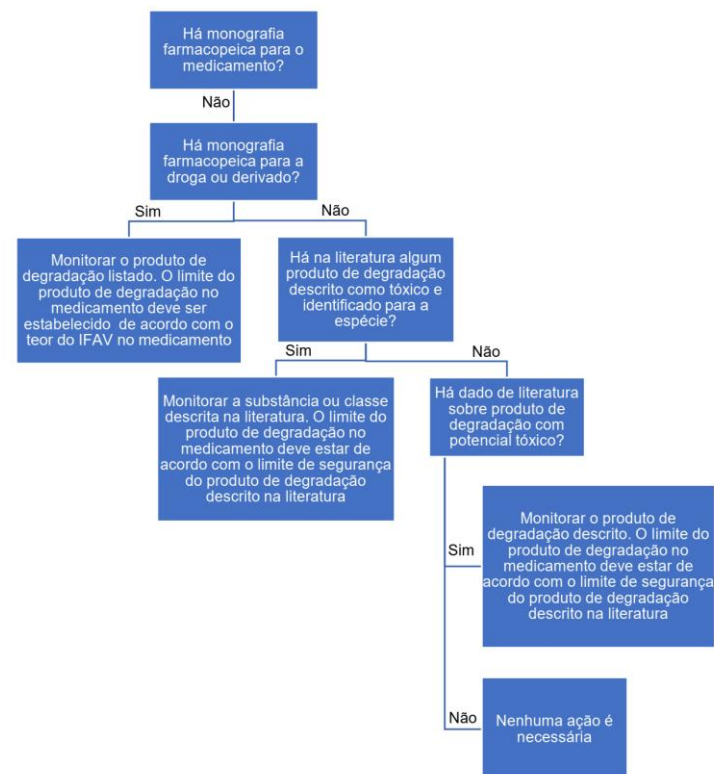 Há monografia
farmacopeica para o
medicamento?
Não
Há monografia
farmacopeica para a
droga ou derivado?
Sim
Não
Monitorar o produto de
degradação listado. O limite do
produto de degradação no
medicamento deve ser
estabelecido de acordo com o
teor do IFAV no medicamento
Há na literatura algum
produto de degradação
descrito como tóxico e
identificado para a
espécie?
Sim
Não
Monitorar a substância ou classe
descrita na literatura. O limite do
produto de degradação no
medicamento deve estar de
acordo com o limite de segurança
do produto de degradação
descrito na literatura
Há dado de literatura
sobre produto de
degradação com
potencial tóxico?
Sim
Monitorar o produto de
degradação descrito. O limite do
produto de degradação no
medicamento deve estar de
acordo com o limite de segurança
do produto de degradação
descrito na literatura
Não
Nenhuma ação é
necessária